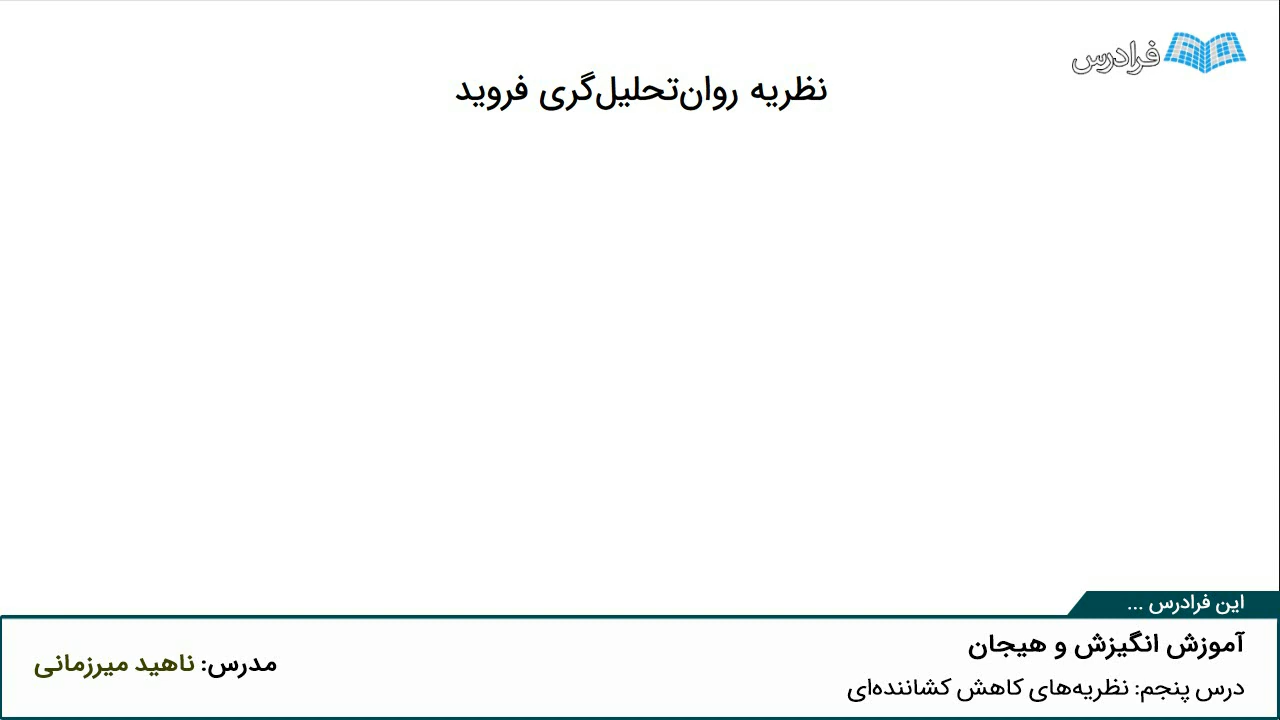 فرادرس
نظریه روان‌تحلیل‌گری فروید
این فرادرس ...
آموزش انگیزش و هیجان
درس پنجم: نظریه‌های کاهش کشاننده‌ای
مدرس: ناهید میرزمانی